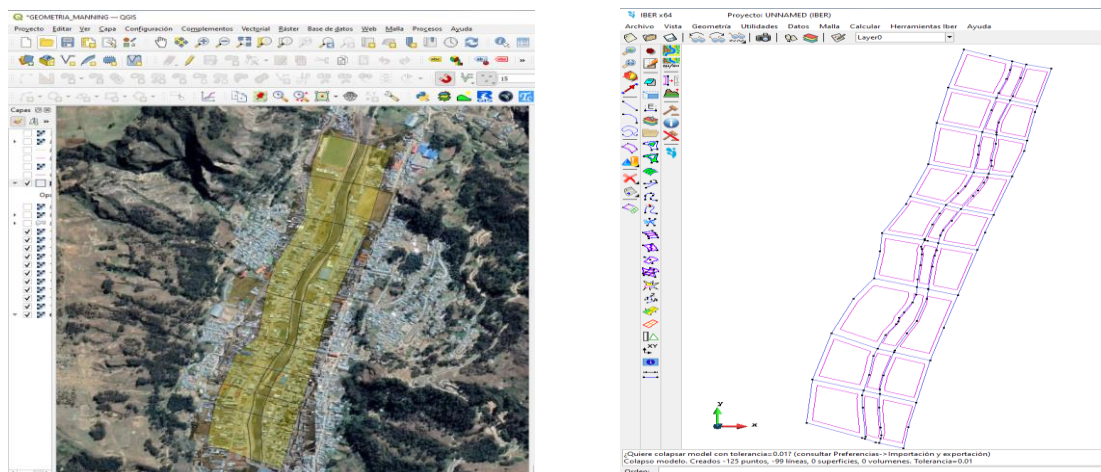 *GEOMETRIA_MANNING — QGIS
Proyecto Editar Ver Capa Configuración Complementos Vectorial Ráster Base de datos Web Malla Procesos Ayuda
15
Capas
IBER x64 Proyecto: UNNAMED (IBER)
Archivo Vista Geometría Utilidades Datos Malla Calcular Herramientas Iber Ayuda
Layer0
y
x
¿Quiere colapsar model con tolerancia=0.01? (consultar Preferencias->Importación y exportación)
Colapso modelo. Creados -125 puntos, -99 líneas, 0 superficies, 0 volumenes. Tolerancia=0.01
Orden: